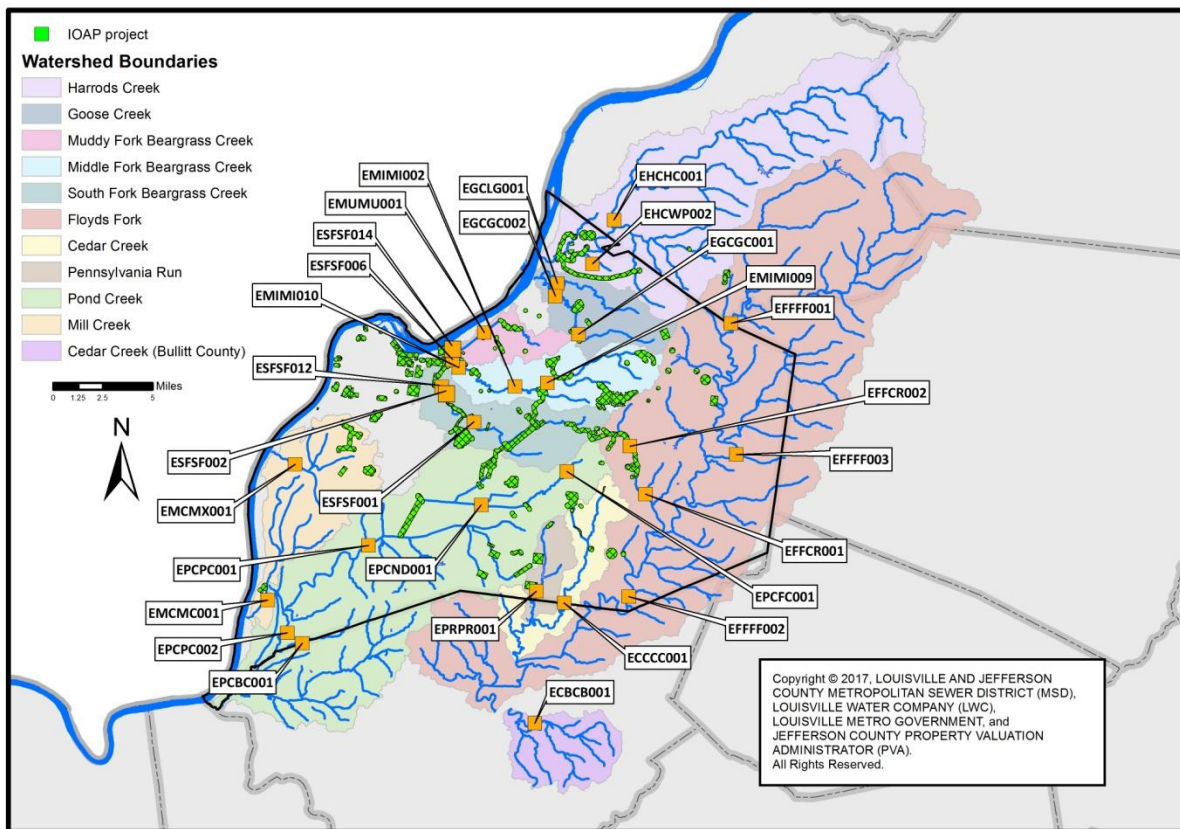 IOAP project
Watershed Boundaries
Harrods Creek
Goose Creek
Muddy Fork Beargrass Creek
Middle Fork Beargrass Creek
South Fork Beargrass Creek
Floyds Fork
Cedar Creek
Pennsylvania Run
Pond Creek
Mill Creek
Cedar Creek (Bullitt County)
0 1.25 2.5 5 Miles
N
EMIMI002
EMUMU001
ESFSF014
ESFSF006
EMIMI010
ESFSF012
EGCLG001
EGCGC002
EHCHC001
EHCWP002
EGCGC001
EMIMI009
EFFFF001
EFFCR002
EFFFF003
ESFSF002
EMCMX001
ESFSF001
EFFCR001
EPCPC001
EPCND001
EPCFC001
EMCMC001
EPRPR001
EFFFF002
EPCPC002
ECCCC001
EPCBC001
ECBCB001
Copyright © 2017, LOUISVILLE AND JEFFERSON
COUNTY METROPOLITAN SEWER DISTRICT (MSD),
LOUISVILLE WATER COMPANY (LWC),
LOUISVILLE METRO GOVERNMENT, and
JEFFERSON COUNTY PROPERTY VALUATION
ADMINISTRATOR (PVA).
All Rights Reserved.